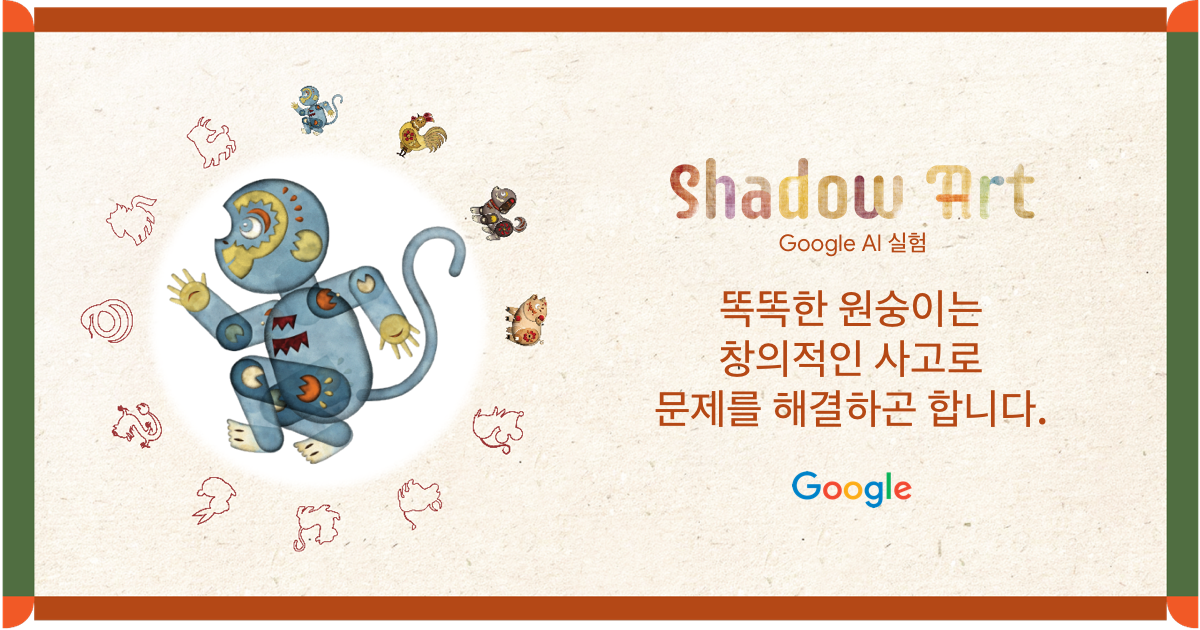 Shadow Art
Google AI 실험
똑똑한 원숭이는
창의적인 사고로
문제를 해결하곤 합니다.
Google